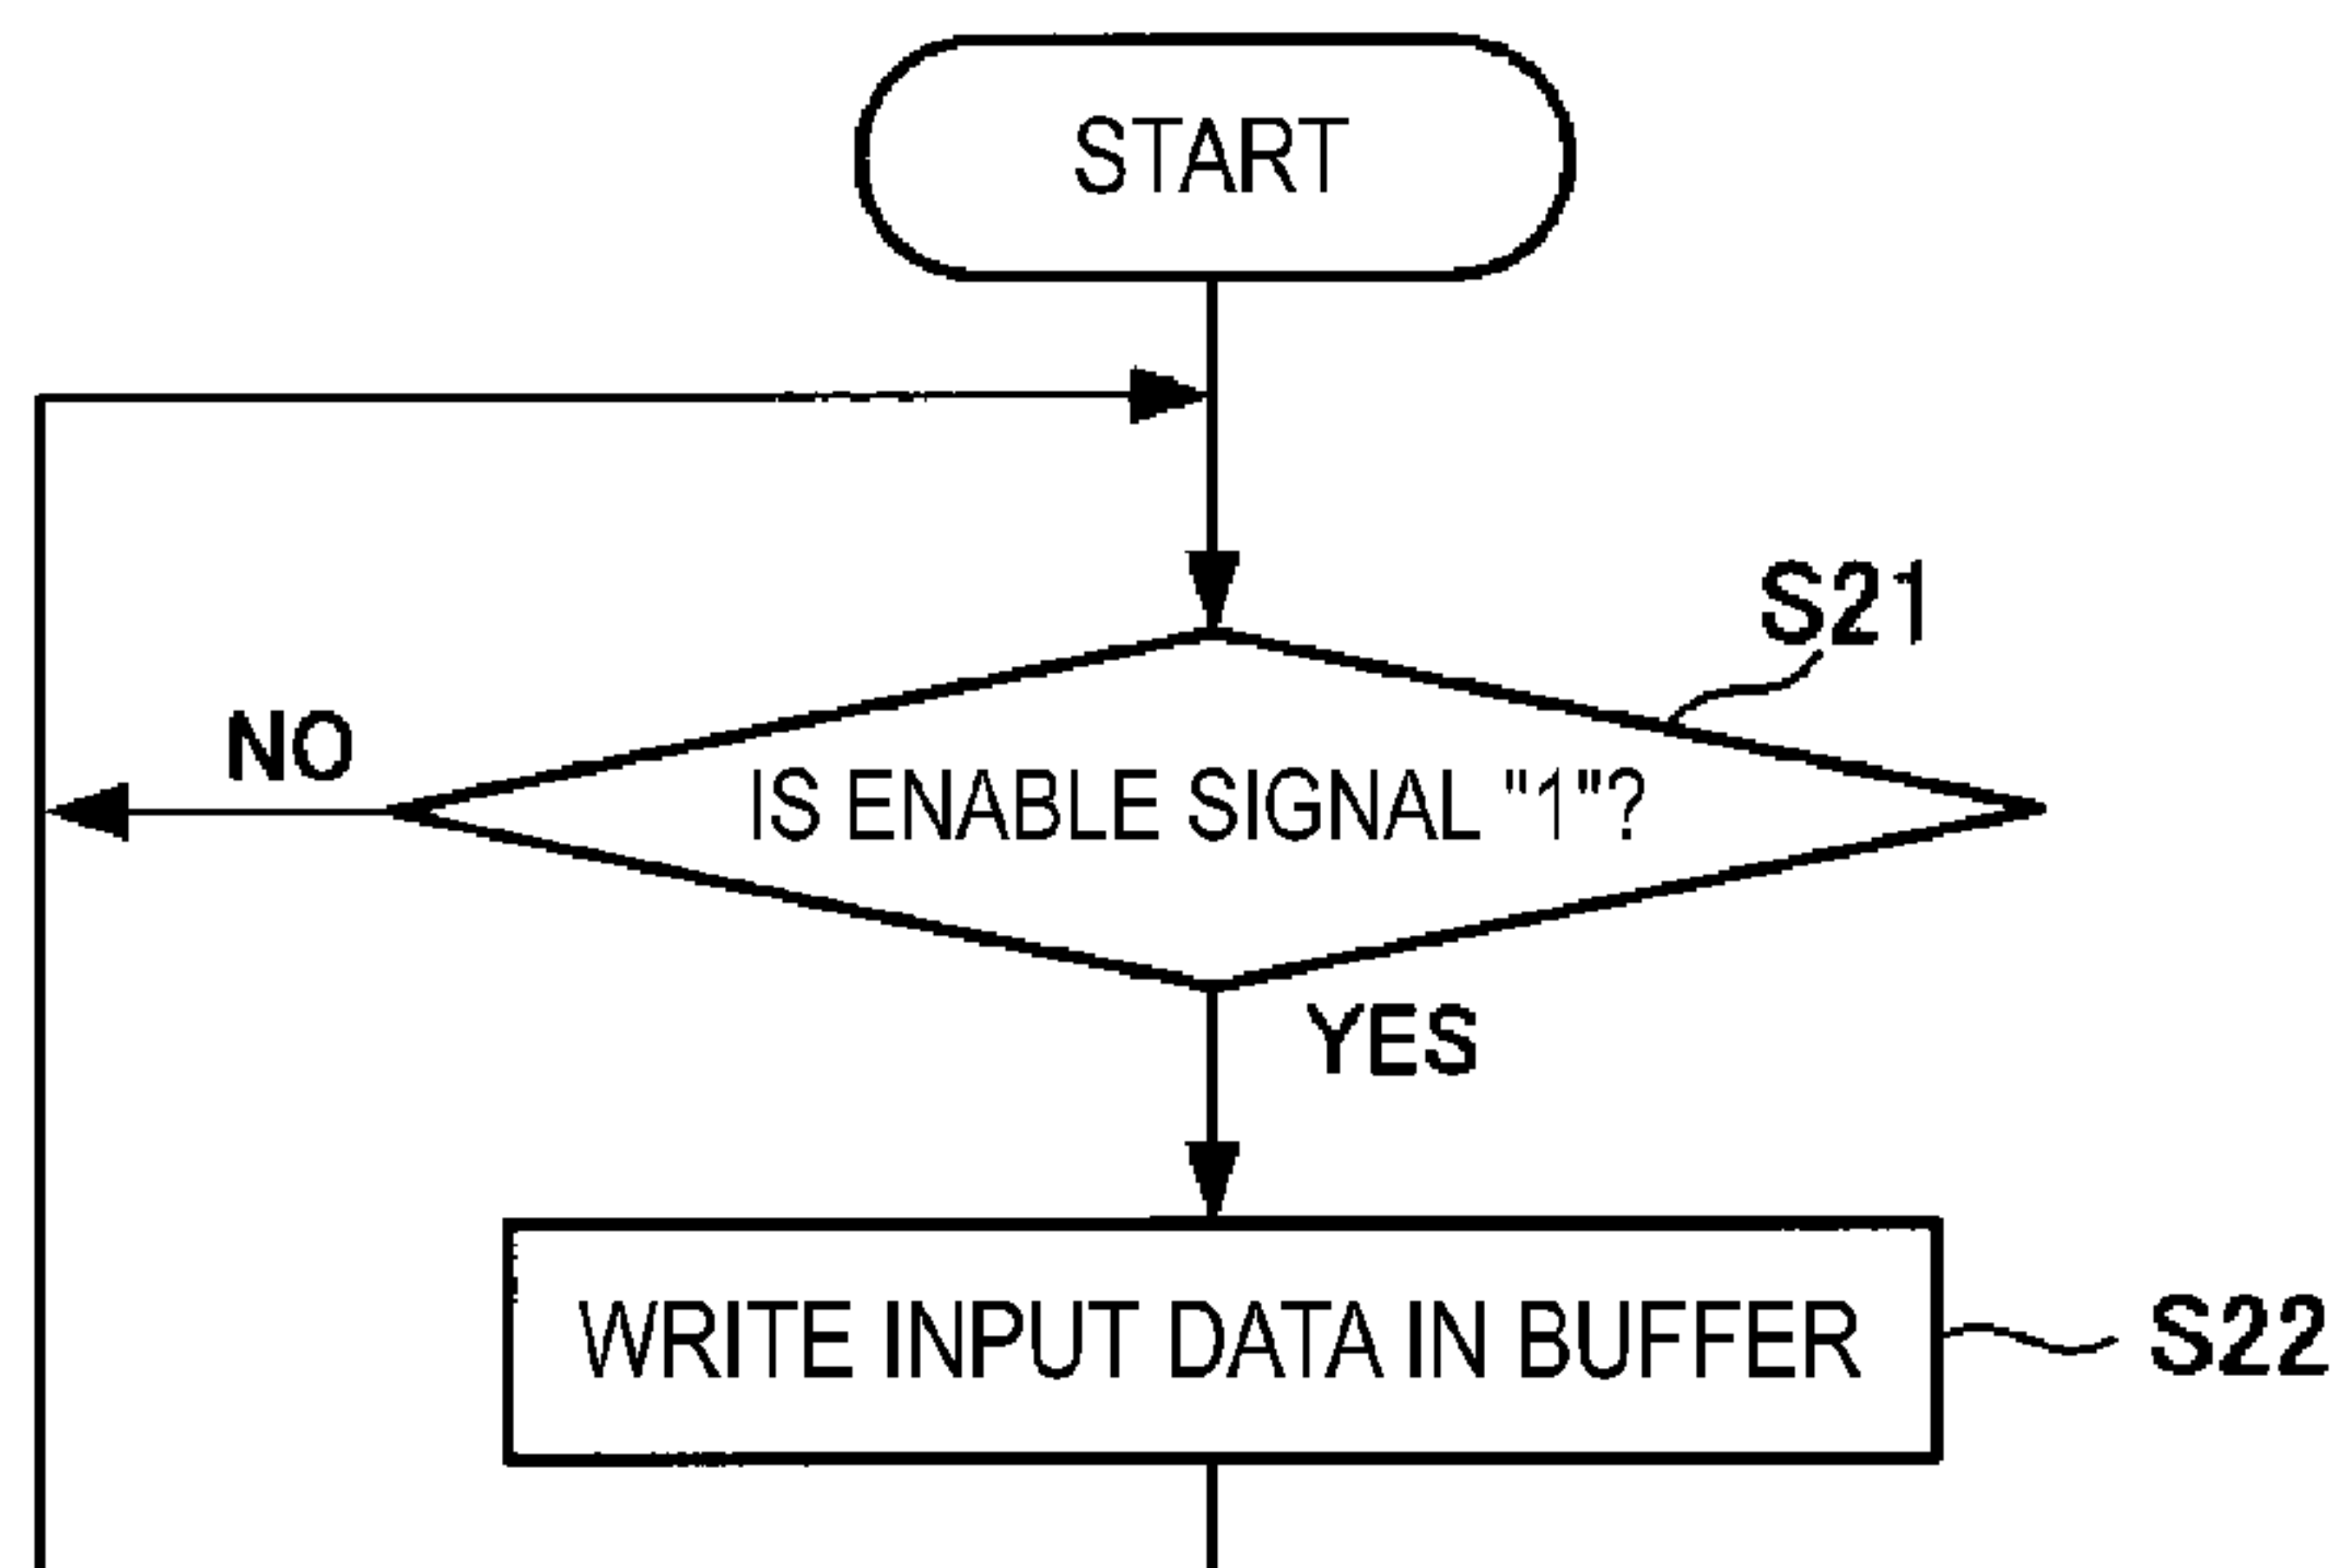 START
S21
NO
IS ENABLE SIGNAL "1"?
YES
WRITE INPUT DATA IN BUFFER
S22